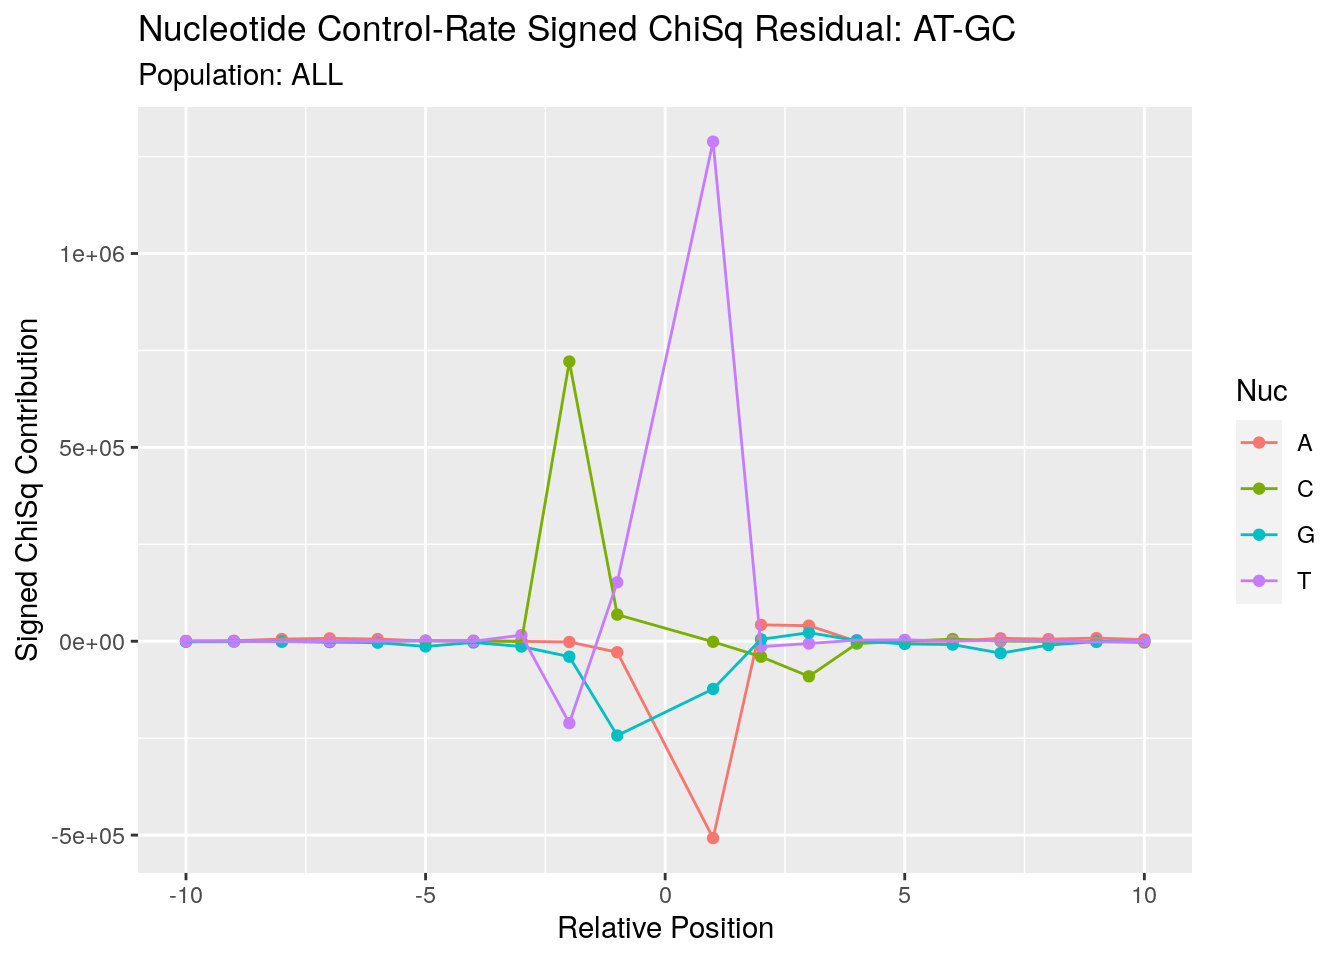 Nucleotide Control-Rate Signed ChiSq Residual: AT-GC
Population: ALL
Signed ChiSq Contribution
1e+06
5e+05
0e+00
-5e+05
-10
-5
0
5
10
Relative Position
Nuc
A
C
G
T